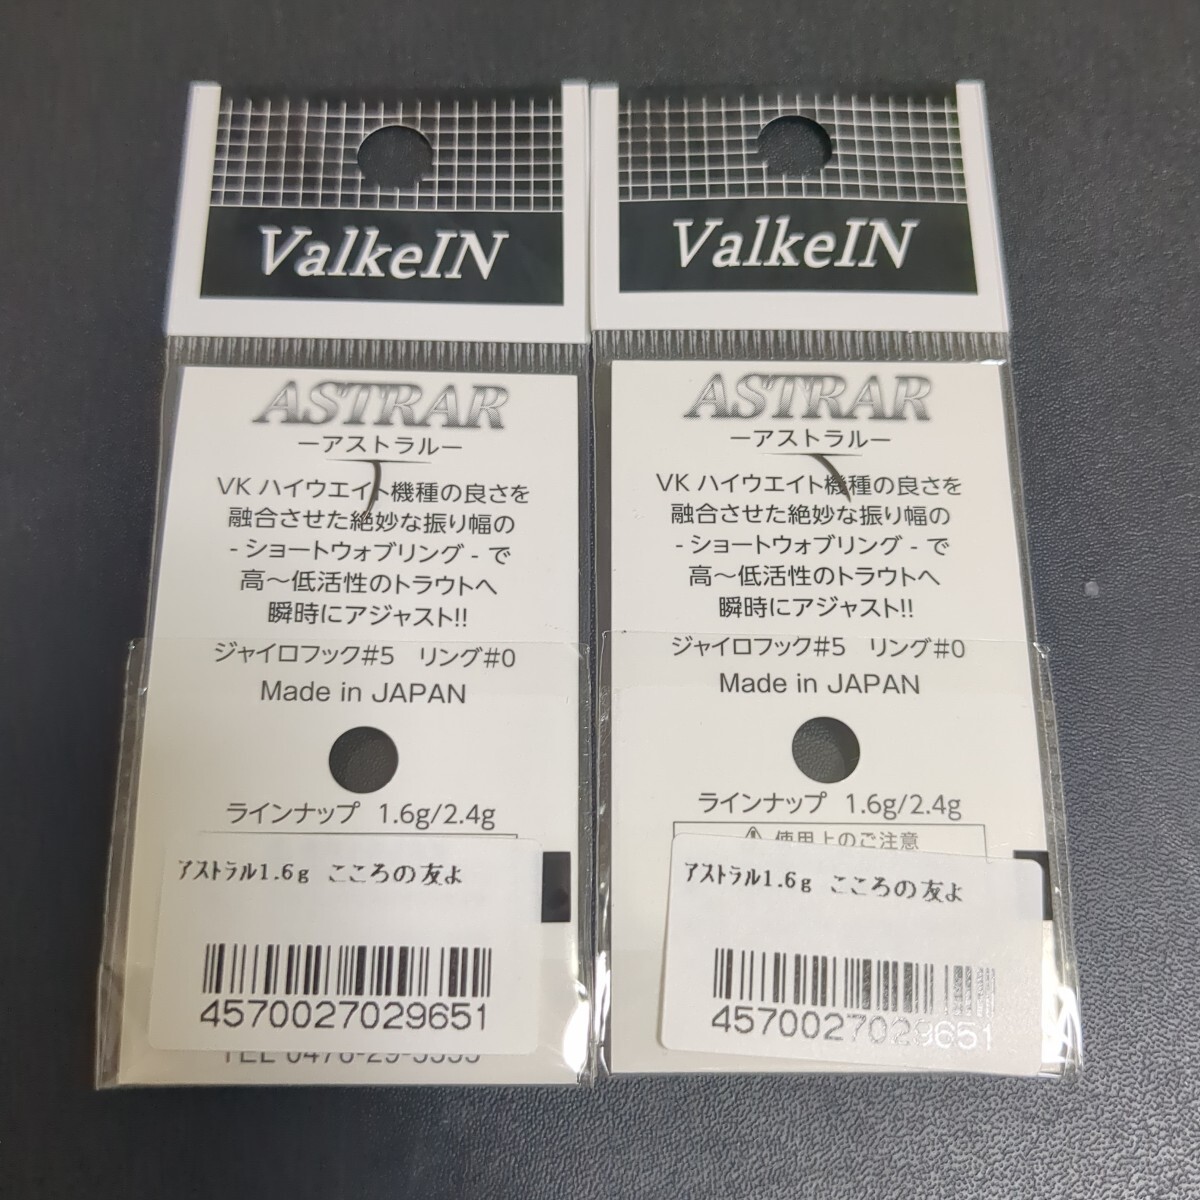 ValkeIN
ASTRAR
ーアストラルー
VK ハイウエイト機種の良さを
融合させた絶妙な振り幅の
- ショートウォブリング - で
高～低活性のトラウトへ
瞬時にアジャスト!!
ジャイロフック#5 リング#0
Made in JAPAN
ラインナップ 1.6g/2.4g
アストラル1.6g こころの友よ
4570027029651
ValkeIN
ASTRAR
ーアストラルー
VK ハイウエイト機種の良さを
融合させた絶妙な振り幅の
- ショートウォブリング - で
高～低活性のトラウトへ
瞬時にアジャスト!!
ジャイロフック#5 リング#0
Made in JAPAN
ラインナップ 1.6g/2.4g
使用上のご注意
アストラル1.6g こころの友よ
4570027029651